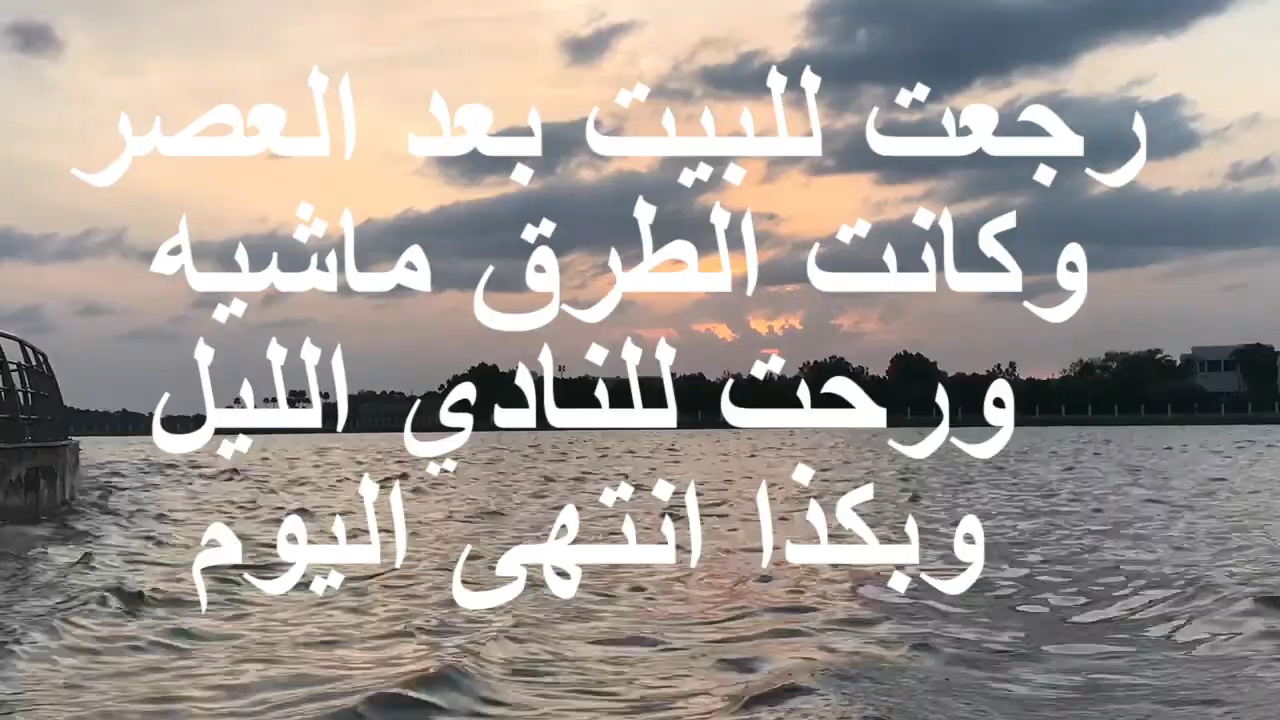 رجعت للبيت بعد العصر
وكانت الطرق ماشيه
ورحت للنادي الليل
وبكذا انتهى اليوم